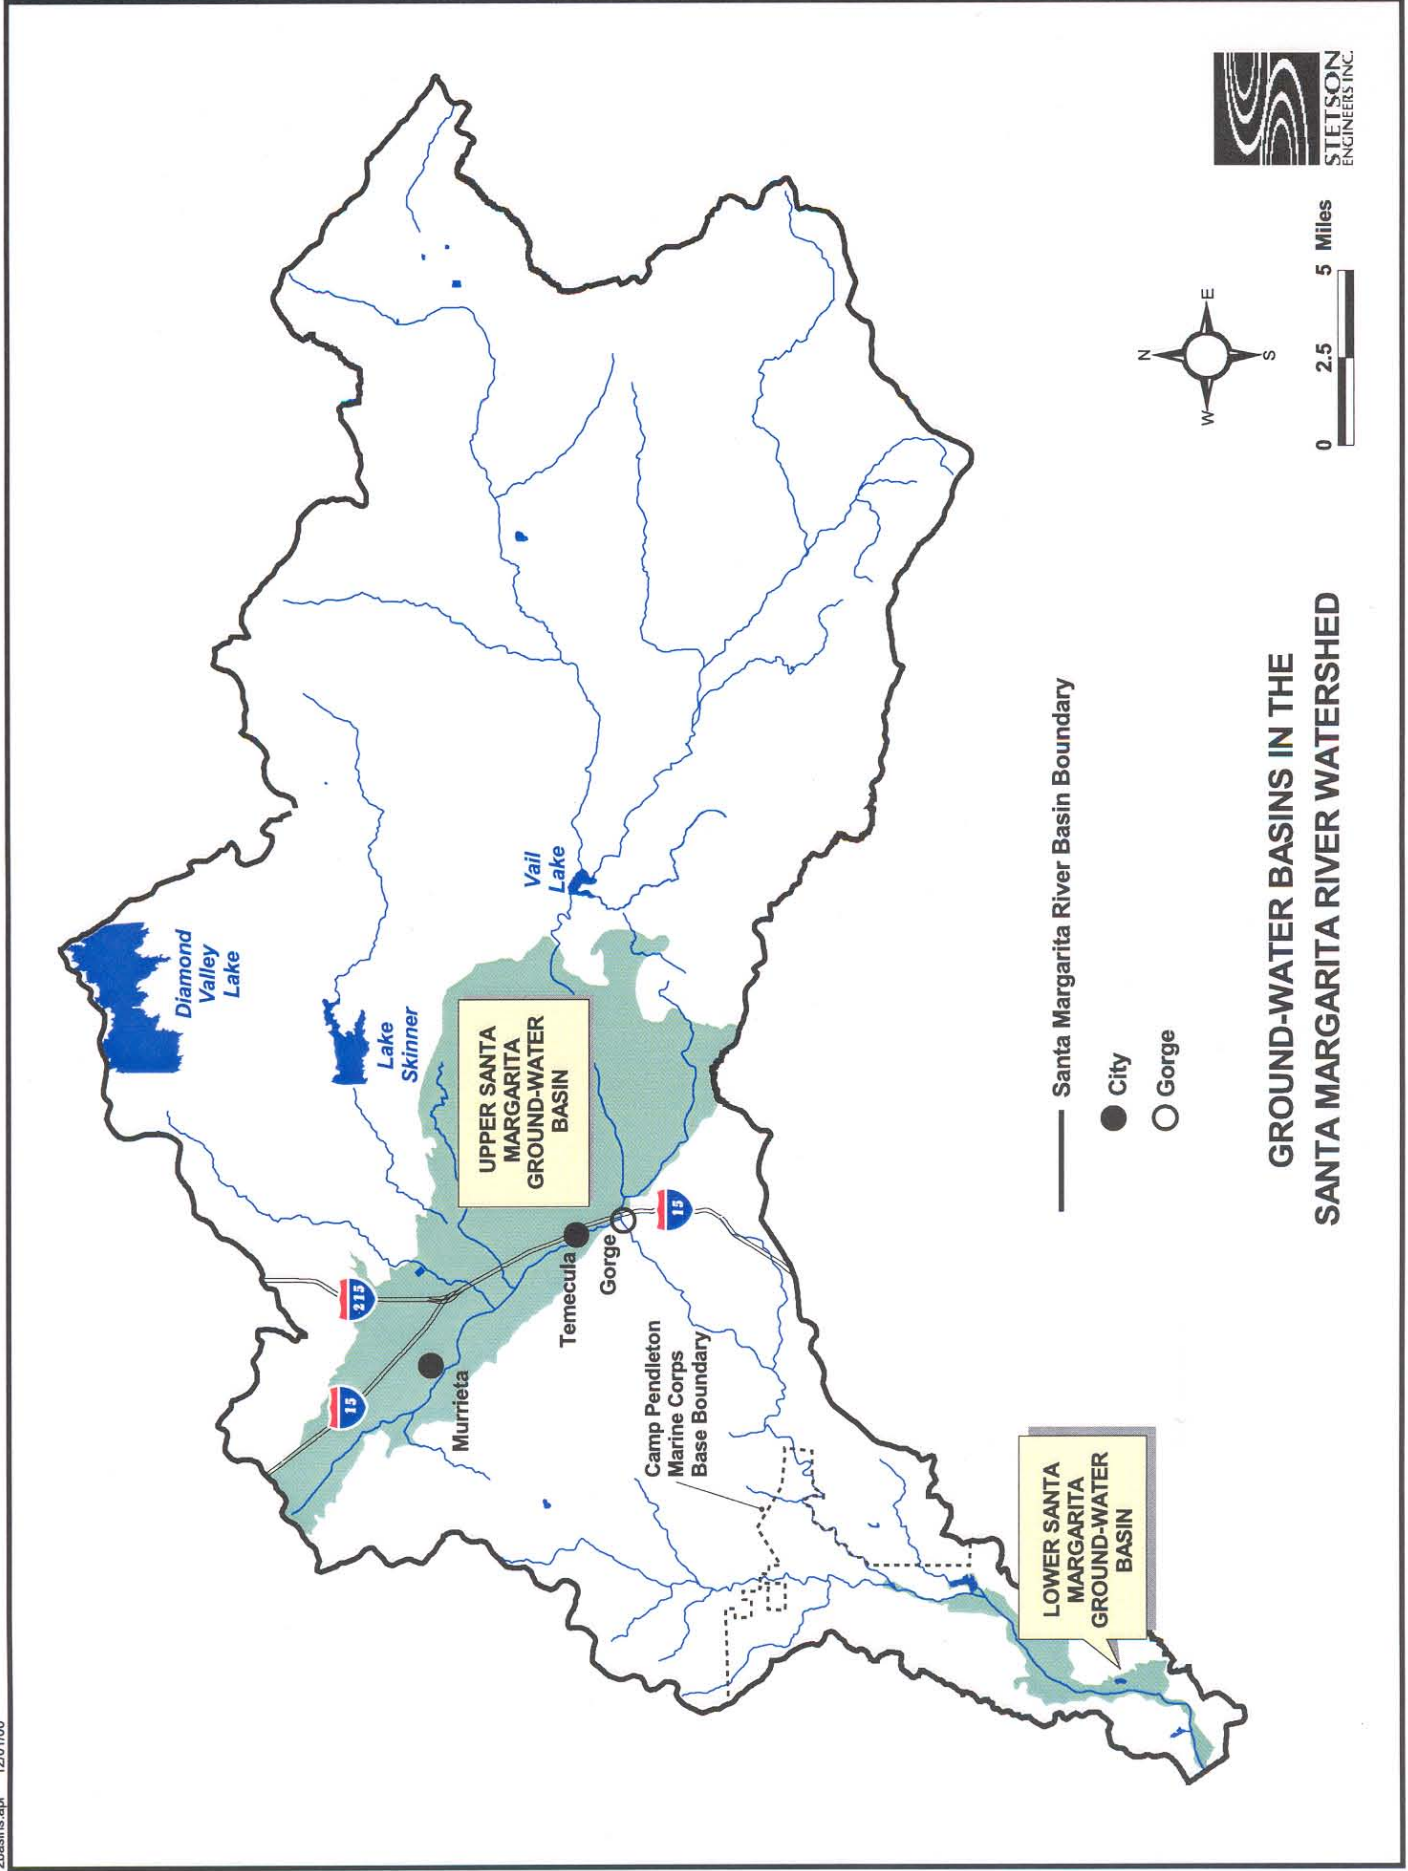 Diamond
Valley
Lake
Lake
Skinner
Vail
Lake
UPPER SANTA
MARGARITA
GROUND-WATER
BASIN
215
15
15
Murrieta
Temecula
Gorge
Camp Pendleton
Marine Corps
Base Boundary
LOWER SANTA
MARGARITA
GROUND-WATER
BASIN
Santa Margarita River Basin Boundary
City
Gorge
N
W
E
S
0 2.5 5 Miles
GROUND-WATER BASINS IN THE
SANTA MARGARITA RIVER WATERSHED
STETSON
ENGINEERS INC.